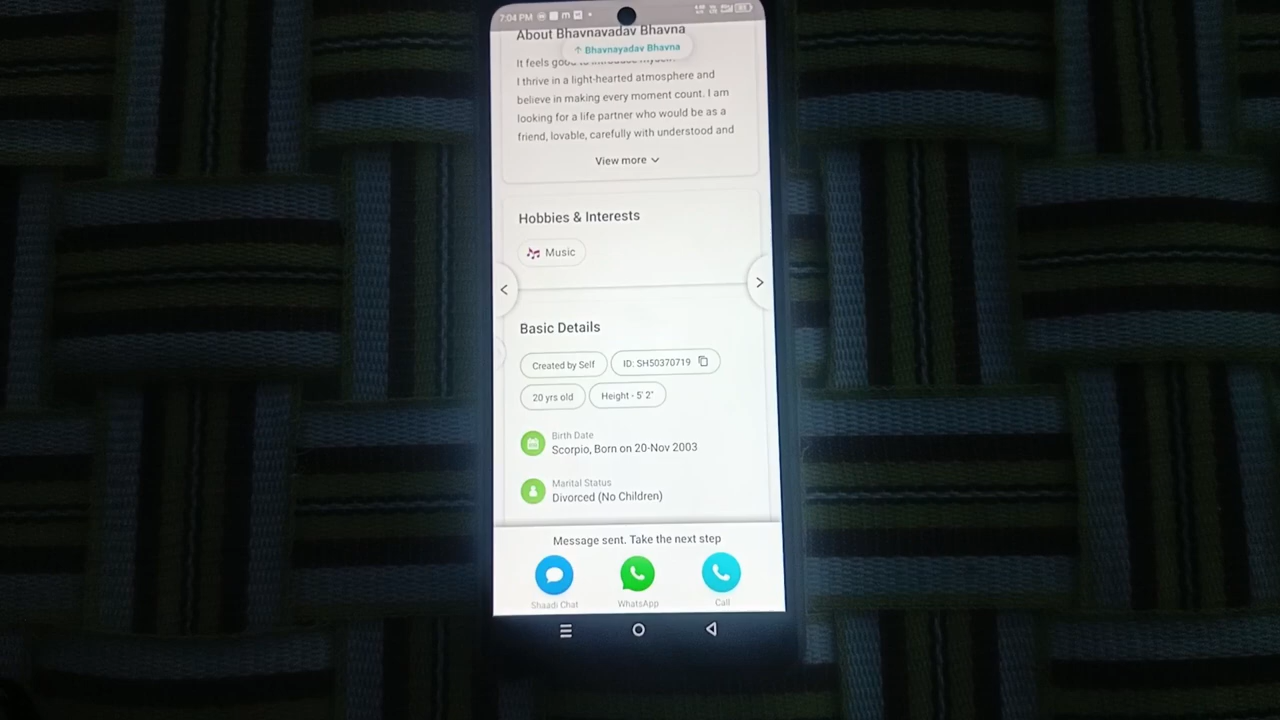 7:04 PM
About Bhavnayadav Bhavna
↑ Bhavnayadav Bhavna
It feels good to introduce myself.
I thrive in a light-hearted atmosphere and
believe in making every moment count. I am
looking for a life partner who would be as a
friend, lovable, carefully with understood and
View more
Hobbies & Interests
Music
Basic Details
Created by Self
ID: SH50370719
20 yrs old
Height - 5' 2"
Birth Date
Scorpio, Born on 20-Nov 2003
Marital Status
Divorced (No Children)
Message sent. Take the next step
Shaadi Chat
WhatsApp
Call